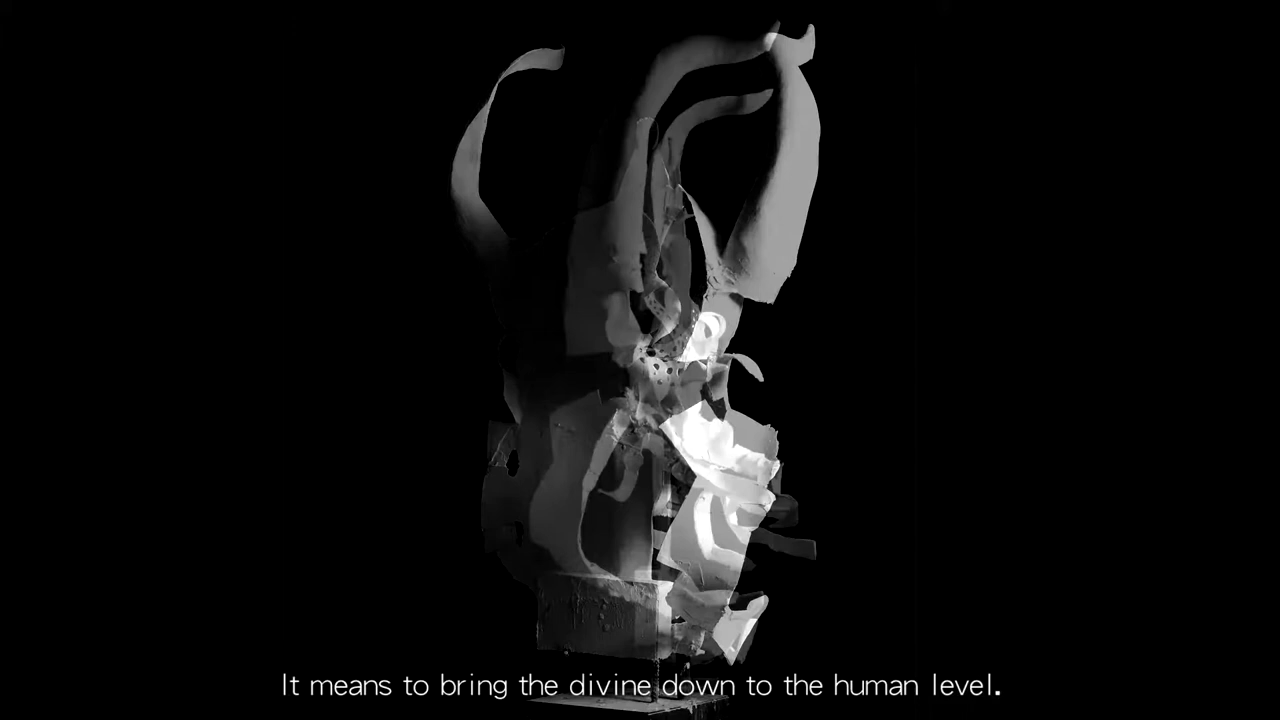 It means to bring the divine down to the human level.